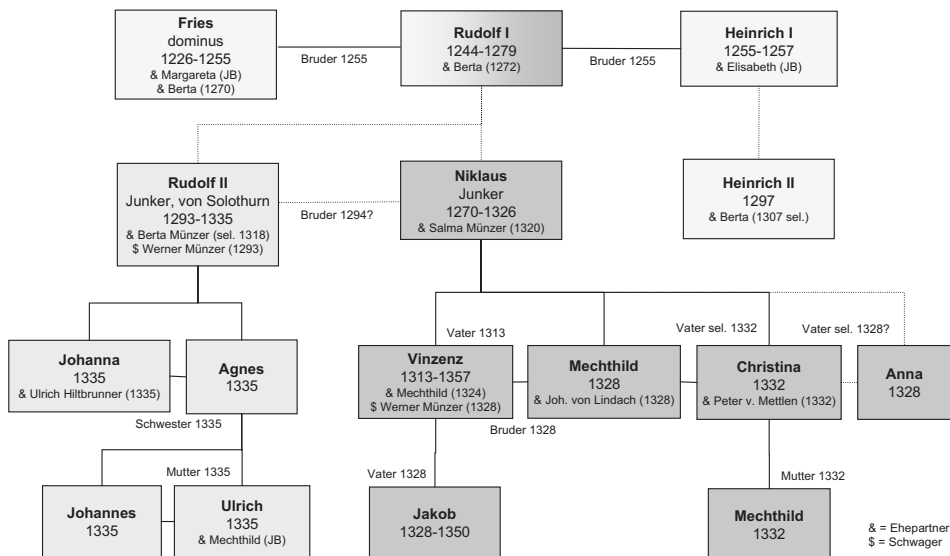 Fries
dominus
1226-1255
& Margareta (JB)
& Berta (1270)
Bruder 1255
Rudolf I
1244-1279
& Berta (1272)
Bruder 1255
Heinrich I
1255-1257
& Elisabeth (JB)
Rudolf II
Junker, von Solothurn
1293-1335
& Berta Münzer (sel. 1318)
$ Werner Münzer (1293)
Bruder 1294?
Niklaus
Junker
1270-1326
& Salma Münzer (1320)
Heinrich II
1297
& Berta (1307 sel.)
Vater 1313
Vater sel. 1332
Vater sel. 1328?
Johanna
1335
& Ulrich Hiltbrunner (1335)
Agnes
1335
Vinzenz
1313-1357
& Mechthild (1324)
$ Werner Münzer (1328)
Mechthild
1328
& Joh. von Lindach (1328)
Christina
1332
& Peter v. Mettlen (1332)
Anna
1328
Schwester 1335
Bruder 1328
Mutter 1335
Vater 1328
Mutter 1332
Johannes
1335
Ulrich
1335
& Mechthild (JB)
Jakob
1328-1350
Mechthild
1332
& = Ehepartner
$ = Schwager